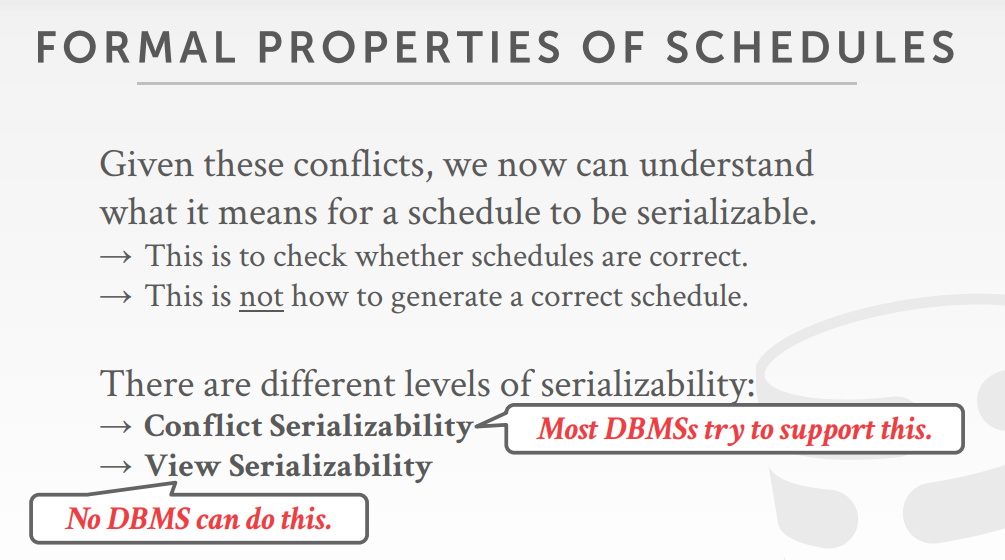 FORMAL PROPERTIES OF SCHEDULES
Given these conflicts, we now can understand
what it means for a schedule to be serializable.
→ This is to check whether schedules are correct.
→ This is not how to generate a correct schedule.
There are different levels of serializability:
→ Conflict Serializability
Most DBMSs try to support this.
→ View Serializability
No DBMS can do this.